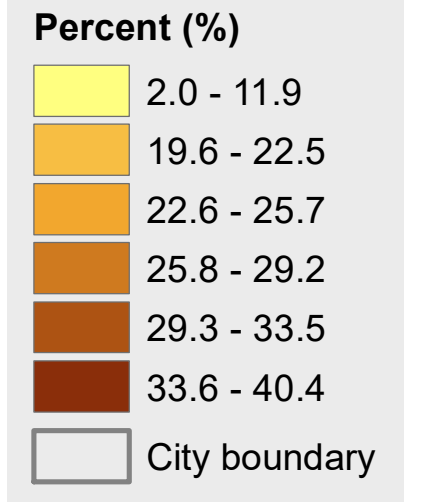 Percent (%)
2.0 - 11.9
19.6 - 22.5
22.6 - 25.7
25.8 - 29.2
29.3 - 33.5
33.6 - 40.4
City boundary